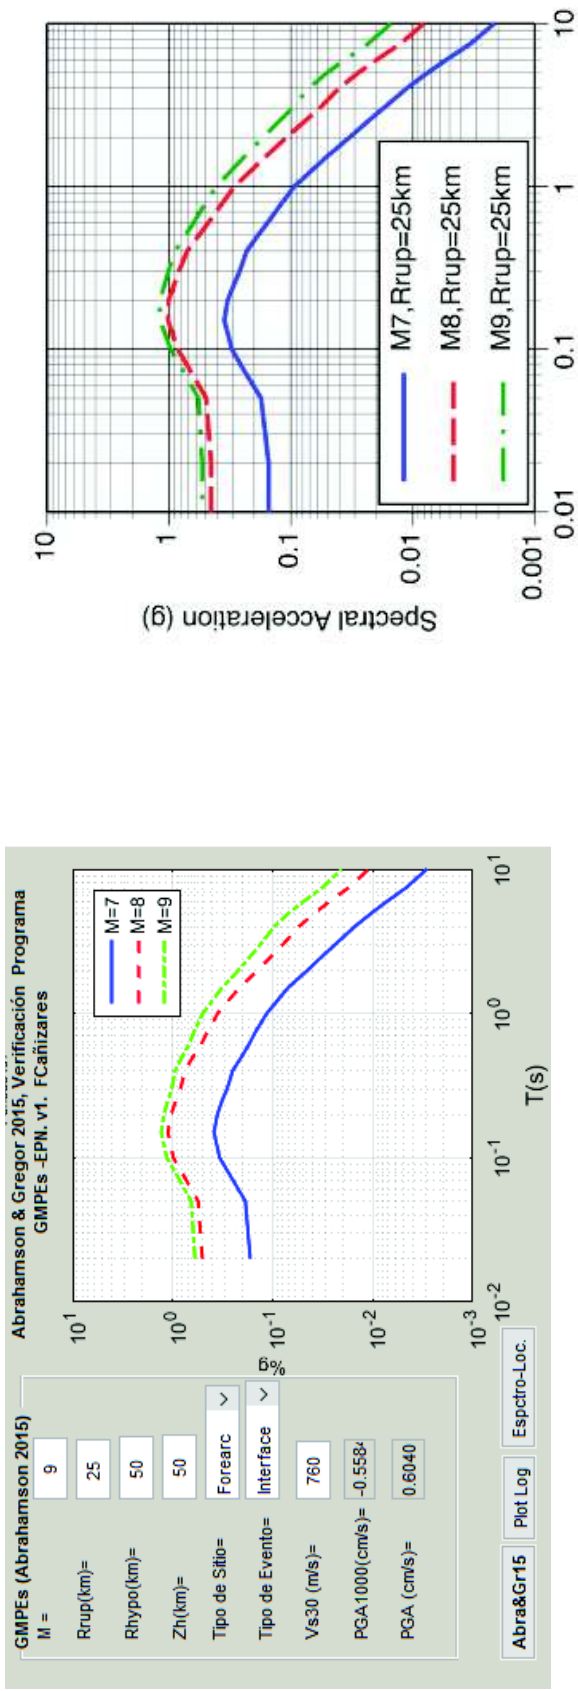 GMPEs (Abrahamson 2015)
M =
9
Rrup(km)=
25
Rhypo(km)=
50
Zh(km)=
50
Tipo de Sitio=
Forearc
Tipo de Evento=
Interface
Vs30 (m/s)=
760
PGA1000(cm/s)=
-0.558
PGA (cm/s)=
0.6040
Abra&Gr15
Plot Log
Espctro-Loc.
Abrahamson & Gregor 2015, Verificación Programa
GMPEs -EPN. v1. FCañizares
10^1
10^0
10^-1
10^-2
10^-3
%g
M=7
M=8
M=9
10^-2
10^-1
10^0
10^1
T(s)
10
1
0.1
0.01
0.001
Spectral Acceleration (g)
M7,Rrup=25km
M8,Rrup=25km
M9,Rrup=25km
0.01
0.1
1
10